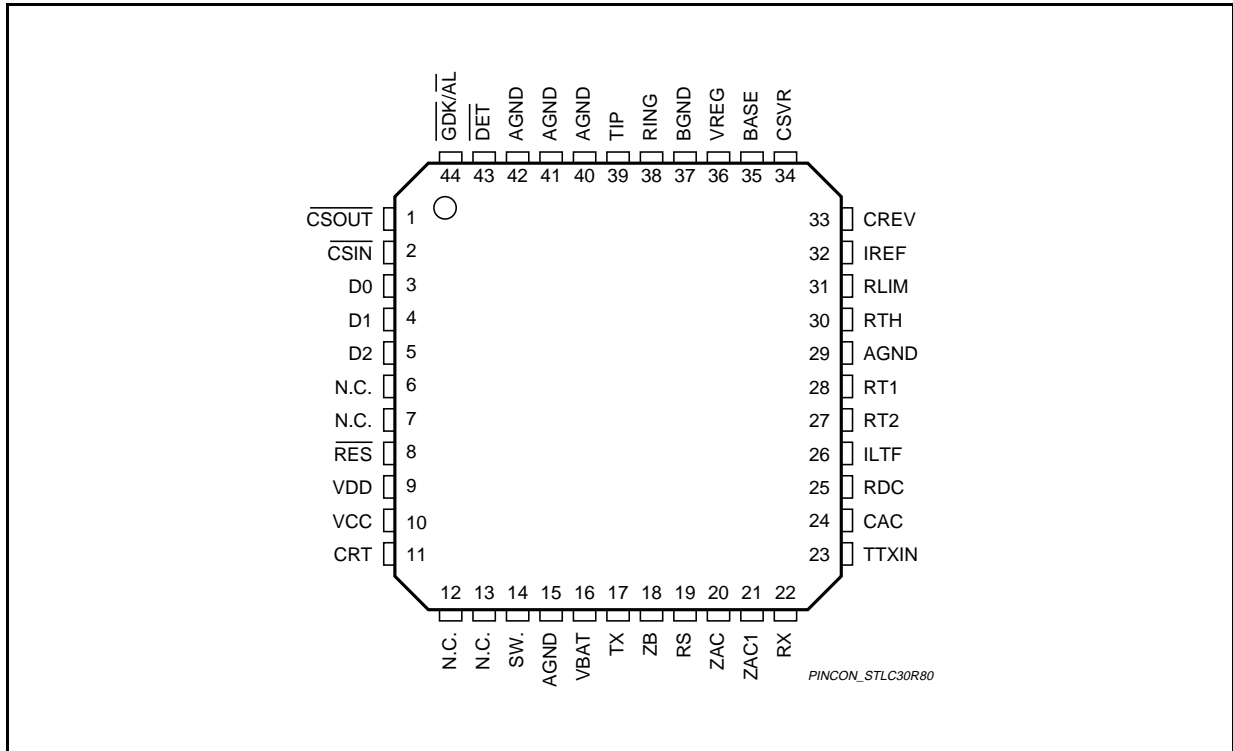 GDK/AL
DET
AGND
AGND
AGND
TIP
RING
BGND
VREG
BASE
CSVR
44 43 42 41 40 39 38 37 36 35 34
CSOUT 1 33 CREV
CSIN 2 32 IREF
D0 3 31 RLIM
D1 4 30 RTH
D2 5 29 AGND
N.C. 6 28 RT1
N.C. 7 27 RT2
RES 8 26 ILTF
VDD 9 25 RDC
VCC 10 24 CAC
CRT 11 23 TTXIN
12 13 14 15 16 17 18 19 20 21 22
N.C.
N.C.
SW.
AGND
VBAT
TX
ZB
RS
ZAC
ZAC1
RX
PINCON_STLC30R80